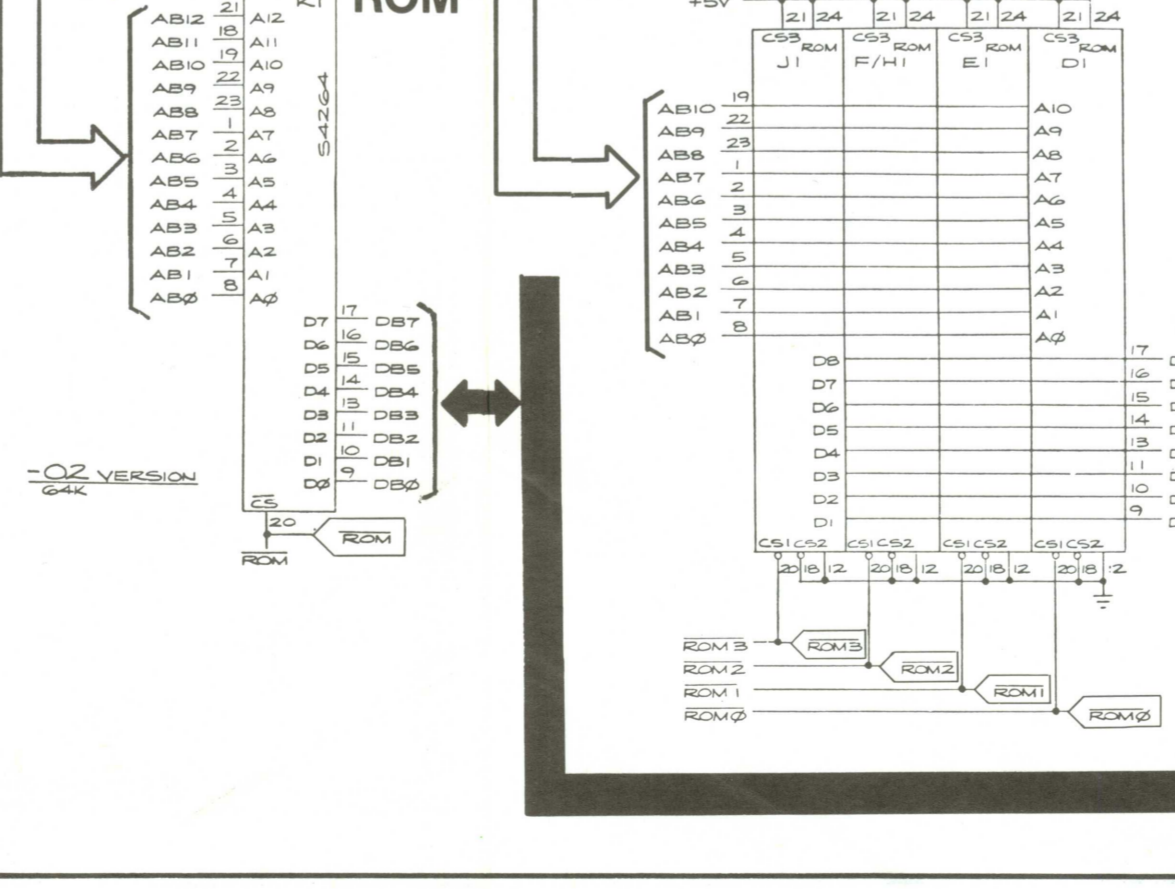 ROM
21
AB12 A12
18
AB11 A11
19
AB10 A10
22
AB9 A9
23
AB8 A8
1
AB7 A7
2
AB6 A6
3
AB5 A5
4
AB4 A4
5
AB3 A3
6
AB2 A2
7
AB1 A1
8
ABØ AØ
S4264
D7 17 DB7
D6 16 DB6
D5 15 DB5
D4 14 DB4
D3 13 DB3
D2 11 DB2
D1 10 DB1
DØ 9 DBØ
-02 VERSION
64K
CS
20
ROM
ROM
+5V
21 24 21 24 21 24 21 24
CS3 CS3 CS3 CS3
ROM ROM ROM ROM
J1 F/H1 E1 D1
AB10 19 A10
AB9 22 A9
AB8 23 A8
AB7 1 A7
AB6 2 A6
AB5 3 A5
AB4 4 A4
AB3 5 A3
AB2 6 A2
AB1 7 A1
ABØ 8 AØ
D8 17
D7 16
D6 15
D5 14
D4 13
D3 11
D2 10
D1 9
CS1 CS2 CS1 CS2 CS1 CS2 CS1 CS2
20 18 12 20 18 12 20 18 12 20 18 12
ROM3 ROM3
ROM2 ROM2
ROM1 ROM1
ROMØ ROMØ